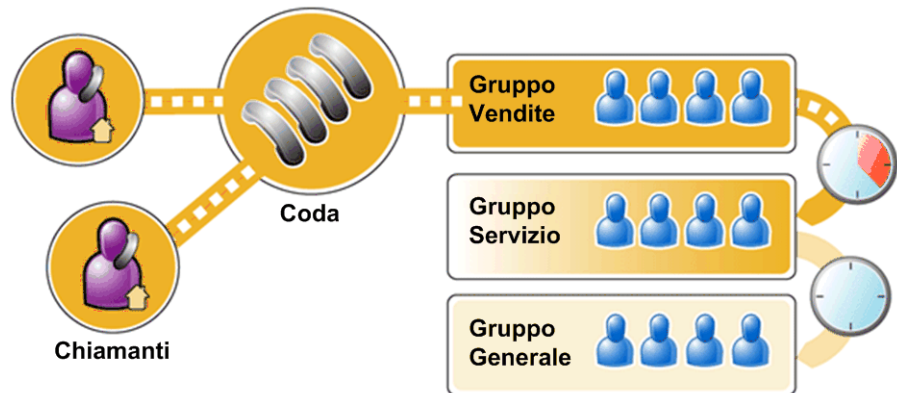 Gruppo
Vendite
Coda
Gruppo
Servizio
Chiamanti
Gruppo
Generale